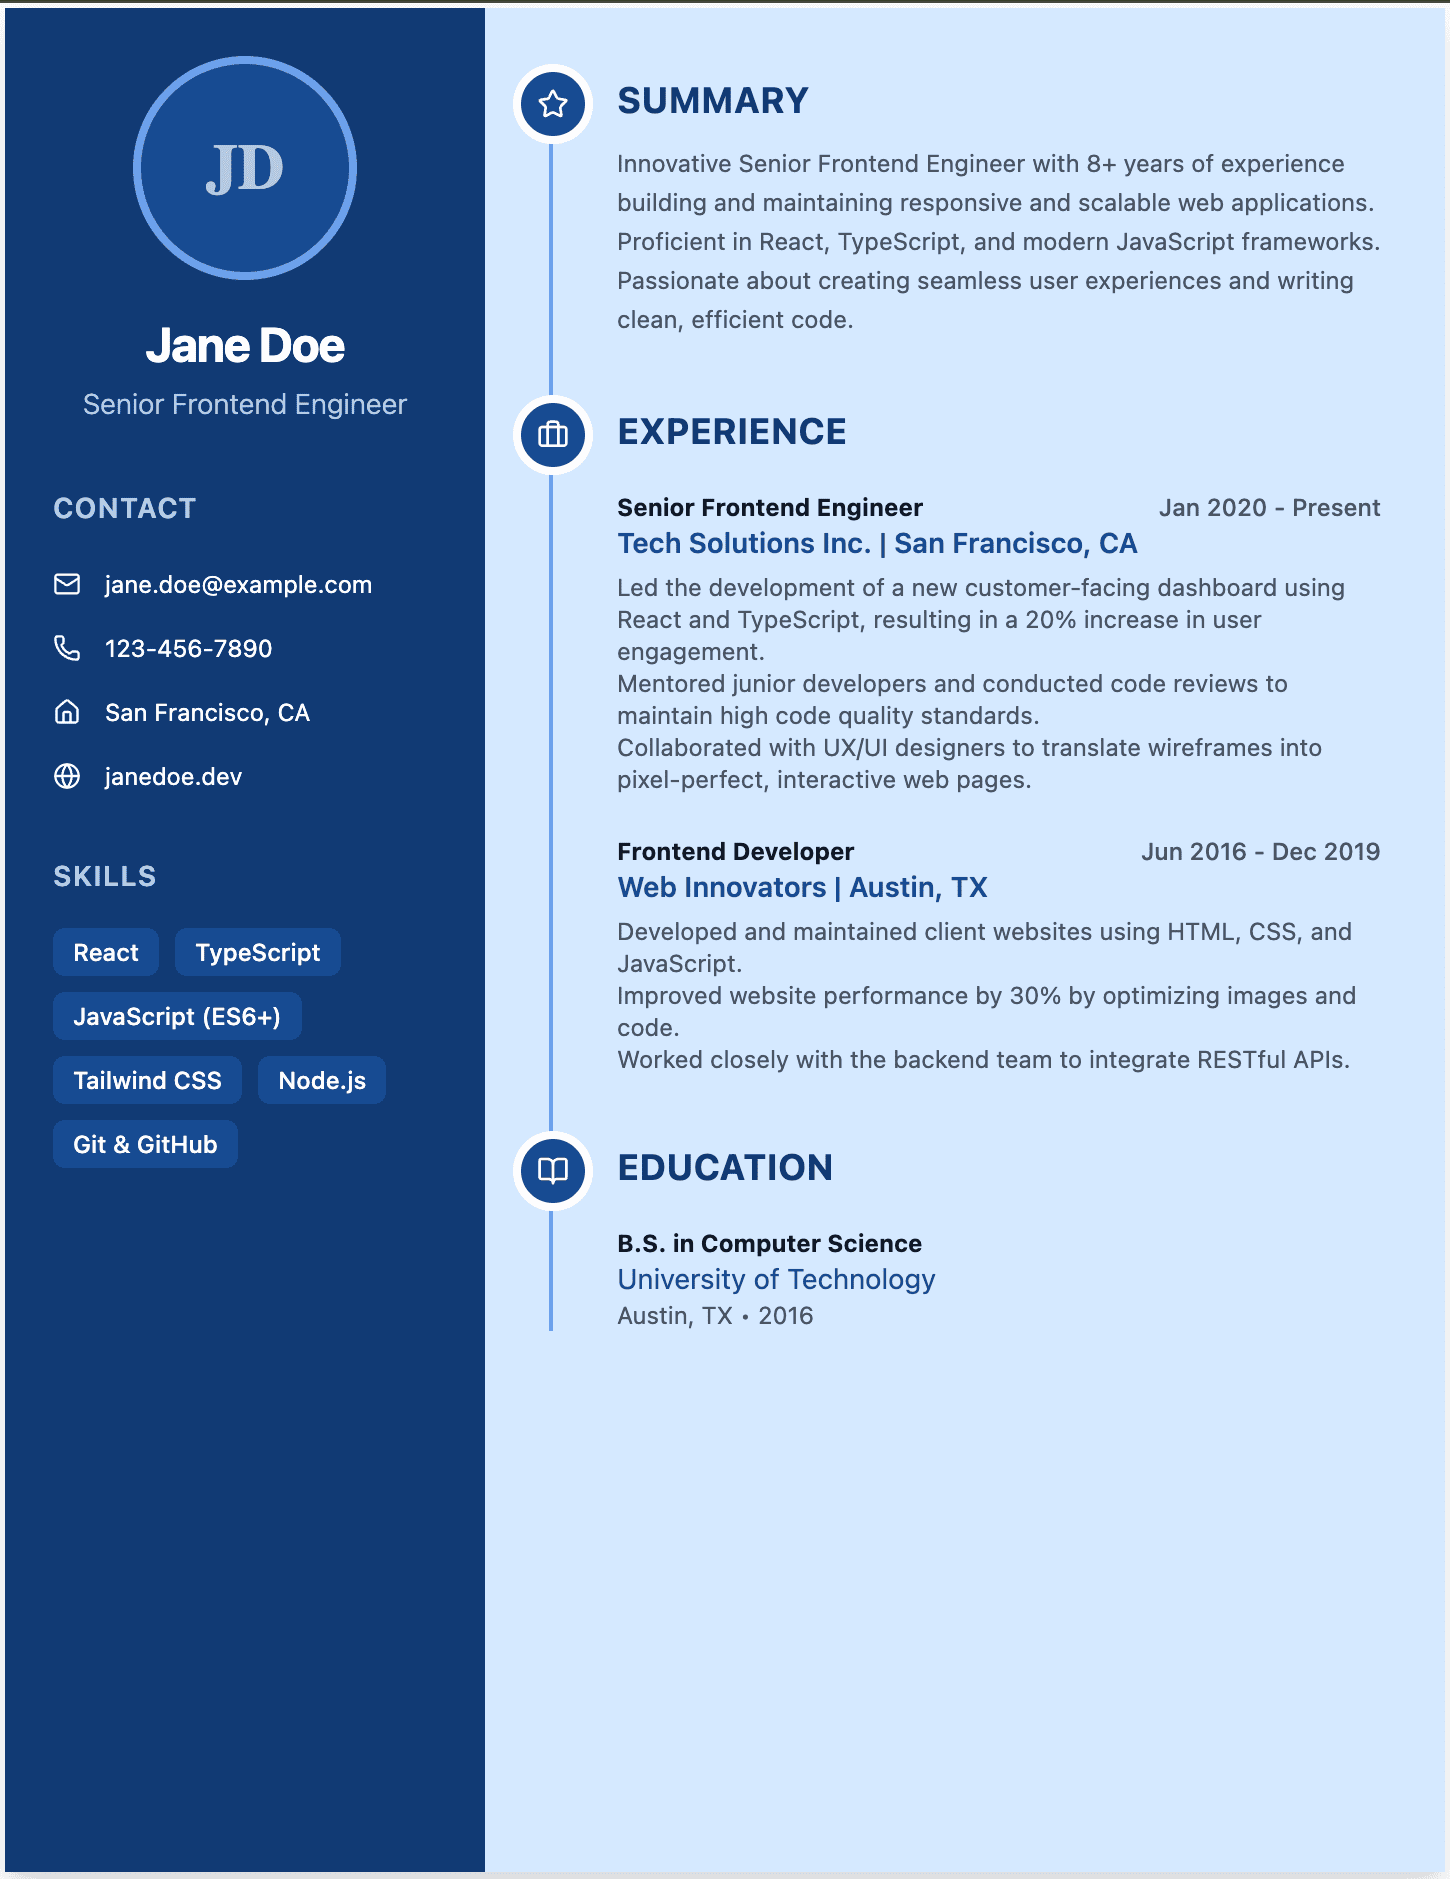 JD
Jane Doe
Senior Frontend Engineer
CONTACT
jane.doe@example.com
123-456-7890
San Francisco, CA
janedoe.dev
SKILLS
React
TypeScript
JavaScript (ES6+)
Tailwind CSS
Node.js
Git & GitHub
SUMMARY
Innovative Senior Frontend Engineer with 8+ years of experience
building and maintaining responsive and scalable web applications.
Proficient in React, TypeScript, and modern JavaScript frameworks.
Passionate about creating seamless user experiences and writing
clean, efficient code.
EXPERIENCE
Senior Frontend Engineer Jan 2020 - Present
Tech Solutions Inc. | San Francisco, CA
Led the development of a new customer-facing dashboard using
React and TypeScript, resulting in a 20% increase in user
engagement.
Mentored junior developers and conducted code reviews to
maintain high code quality standards.
Collaborated with UX/UI designers to translate wireframes into
pixel-perfect, interactive web pages.
Frontend Developer Jun 2016 - Dec 2019
Web Innovators | Austin, TX
Developed and maintained client websites using HTML, CSS, and
JavaScript.
Improved website performance by 30% by optimizing images and
code.
Worked closely with the backend team to integrate RESTful APIs.
EDUCATION
B.S. in Computer Science
University of Technology
Austin, TX • 2016